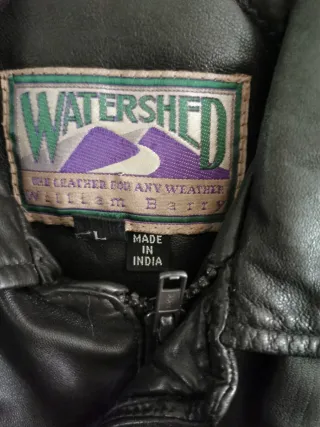 WATERSHED
THE LEATHER FOR ANY WEATHER
William Barry
L
MADE
IN
INDIA